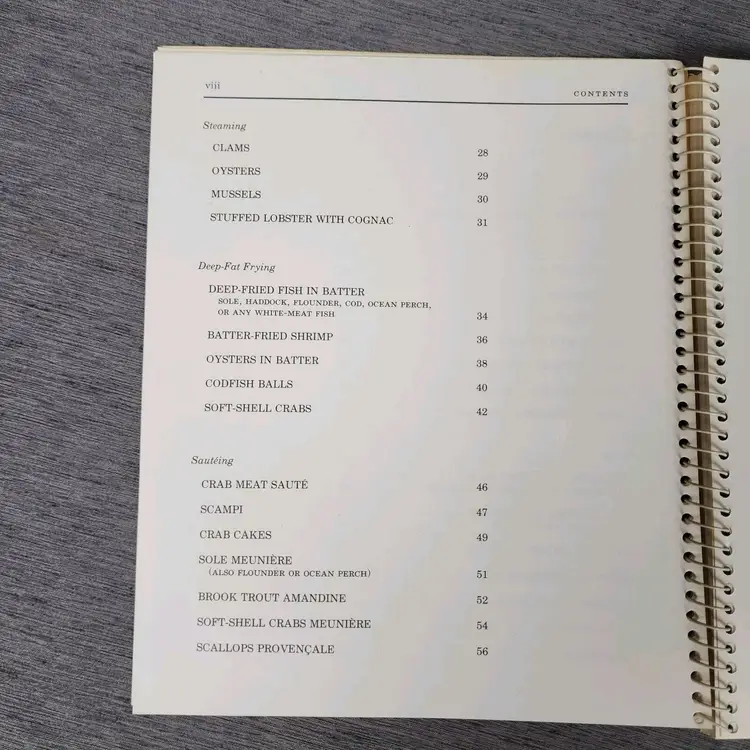 viii
CONTENTS
Steaming
CLAMS 28
OYSTERS 29
MUSSELS 30
STUFFED LOBSTER WITH COGNAC 31
Deep-Fat Frying
DEEP-FRIED FISH IN BATTER
SOLE, HADDOCK, FLOUNDER, COD, OCEAN PERCH,
OR ANY WHITE-MEAT FISH 34
BATTER-FRIED SHRIMP 36
OYSTERS IN BATTER 38
CODFISH BALLS 40
SOFT-SHELL CRABS 42
Sautéing
CRAB MEAT SAUTÉ 46
SCAMPI 47
CRAB CAKES 49
SOLE MEUNIÈRE
(ALSO FLOUNDER OR OCEAN PERCH) 51
BROOK TROUT AMANDINE 52
SOFT-SHELL CRABS MEUNIÈRE 54
SCALLOPS PROVENÇALE 56